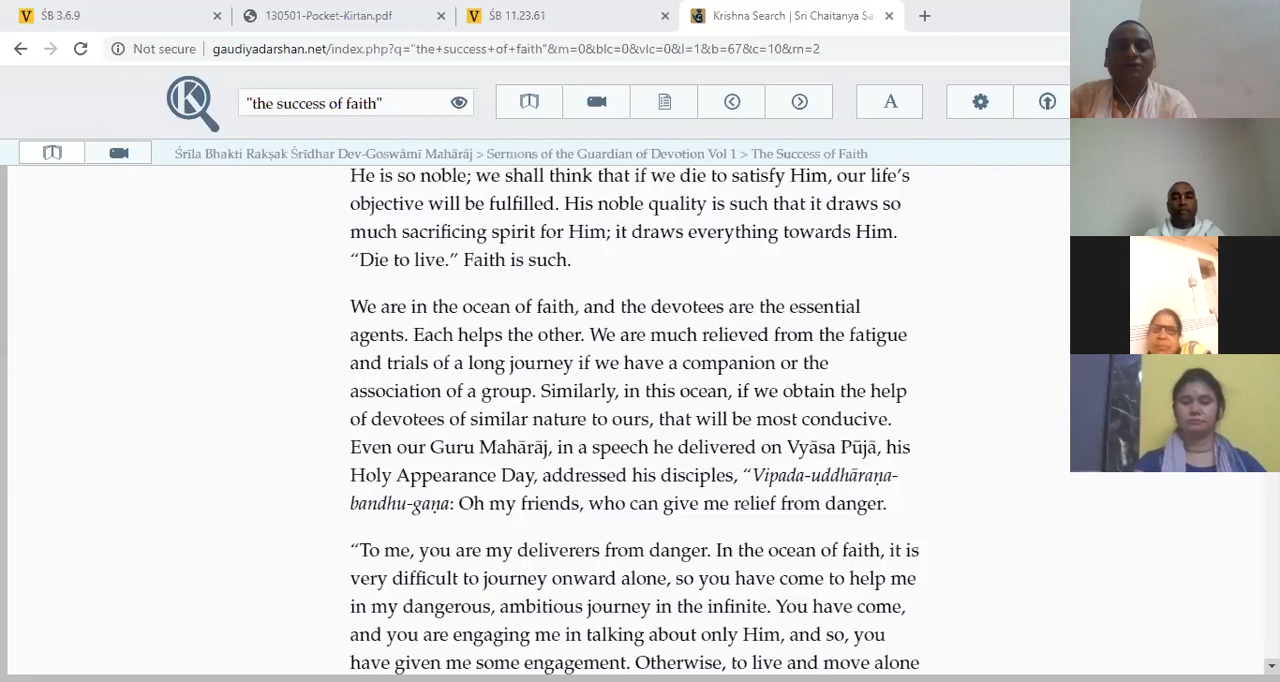 ŚB 3.6.9
130501-Pocket-Kirtan.pdf
ŚB 11.23.61
Krishna Search | Sri Chaitanya Sa
Not secure | gaudiyadarshan.net/index.php?q="the+success+of+faith"&m=0&blc=0&vlc=0&l=1&b=67&c=10&rn=2
K
"the success of faith"
A
Śrīla Bhakti Rakṣak Śrīdhar Dev-Goswāmī Mahārāj > Sermons of the Guardian of Devotion Vol 1 > The Success of Faith
He is so noble; we shall think that if we die to satisfy Him, our life's
objective will be fulfilled. His noble quality is such that it draws so
much sacrificing spirit for Him; it draws everything towards Him.
“Die to live.” Faith is such.
We are in the ocean of faith, and the devotees are the essential
agents. Each helps the other. We are much relieved from the fatigue
and trials of a long journey if we have a companion or the
association of a group. Similarly, in this ocean, if we obtain the help
of devotees of similar nature to ours, that will be most conducive.
Even our Guru Mahārāj, in a speech he delivered on Vyāsa Pūjā, his
Holy Appearance Day, addressed his disciples, “Vipada-uddhāraṇa-
bandhu-gaṇa: Oh my friends, who can give me relief from danger.
“To me, you are my deliverers from danger. In the ocean of faith, it is
very difficult to journey onward alone, so you have come to help me
in my dangerous, ambitious journey in the infinite. You have come,
and you are engaging me in talking about only Him, and so, you
have given me some engagement. Otherwise, to live and move alone